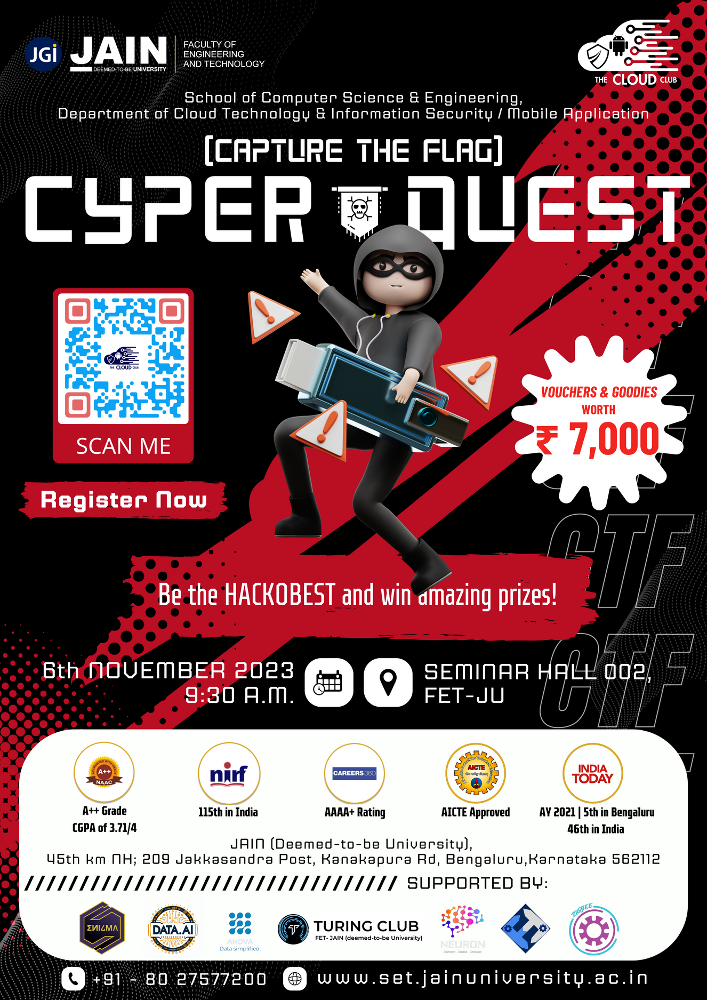 JGi JAIN
DEEMED-TO-BE UNIVERSITY
FACULTY OF
ENGINEERING
AND TECHNOLOGY
THE CLOUD CLUB
School of Computer Science & Engineering,
Department of Cloud Technology & Information Security / Mobile Application
[CAPTURE THE FLAG]
CYPER QUEST
THE CLOUD CLUB
SCAN ME
Register Now
VOUCHERS & GOODIES
WORTH
₹ 7,000
CTF
CTF
Be the HACKOBEST and win amazing prizes!
6th NOVEMBER 2023
9:30 A.M.
SEMINAR HALL 002,
FET-JU
ACCREDITED WITH GRADE
A++
NAAC
A++ Grade
CGPA of 3.71/4
nirf
115th in India
CAREERS360
AAAA+ Rating
All India Council for Technical Education
AICTE
AICTE Approved
INDIA
TODAY
AY 2021 | 5th in Bengaluru
46th in India
JAIN (Deemed-to-be University),
45th km NH; 209 Jakkasandra Post, Kanakapura Rd, Bengaluru,Karnataka 562112
SUPPORTED BY:
ΣNIGMA
DATA.AI
ANOVA
Data simplified.
TURING CLUB
FET- JAIN (deemed-to-be University)
NEURON
Connect . Create . Conquer
ZIGBEE
+91 - 80 27577200
www.set.jainuniversity.ac.in